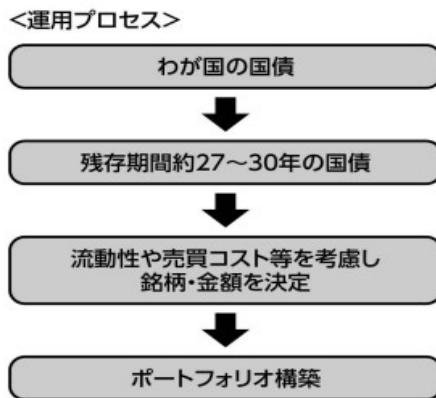 <運用プロセス>
わが国の国債
残存期間約27～30年の国債
流動性や売買コスト等を考慮し
銘柄・金額を決定
ポートフォリオ構築